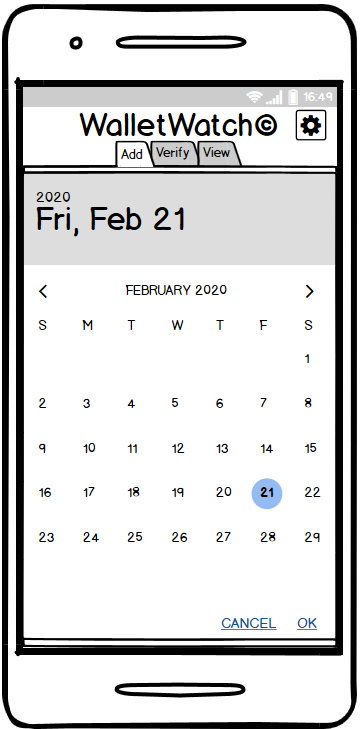 16:49
WalletWatch©
Add Verify View
2020
Fri, Feb 21
< FEBRUARY 2020 >
S M T W T F S
1
2 3 4 5 6 7 8
9 10 11 12 13 14 15
16 17 18 19 20 21 22
23 24 25 26 27 28 29
CANCEL OK